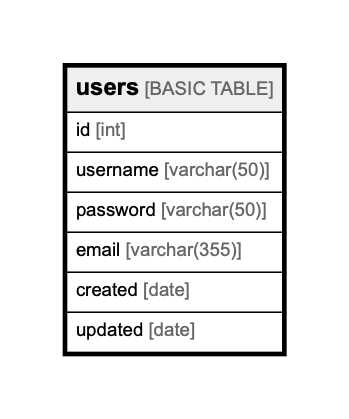 users [BASIC TABLE]
id [int]
username [varchar(50)]
password [varchar(50)]
email [varchar(355)]
created [date]
updated [date]